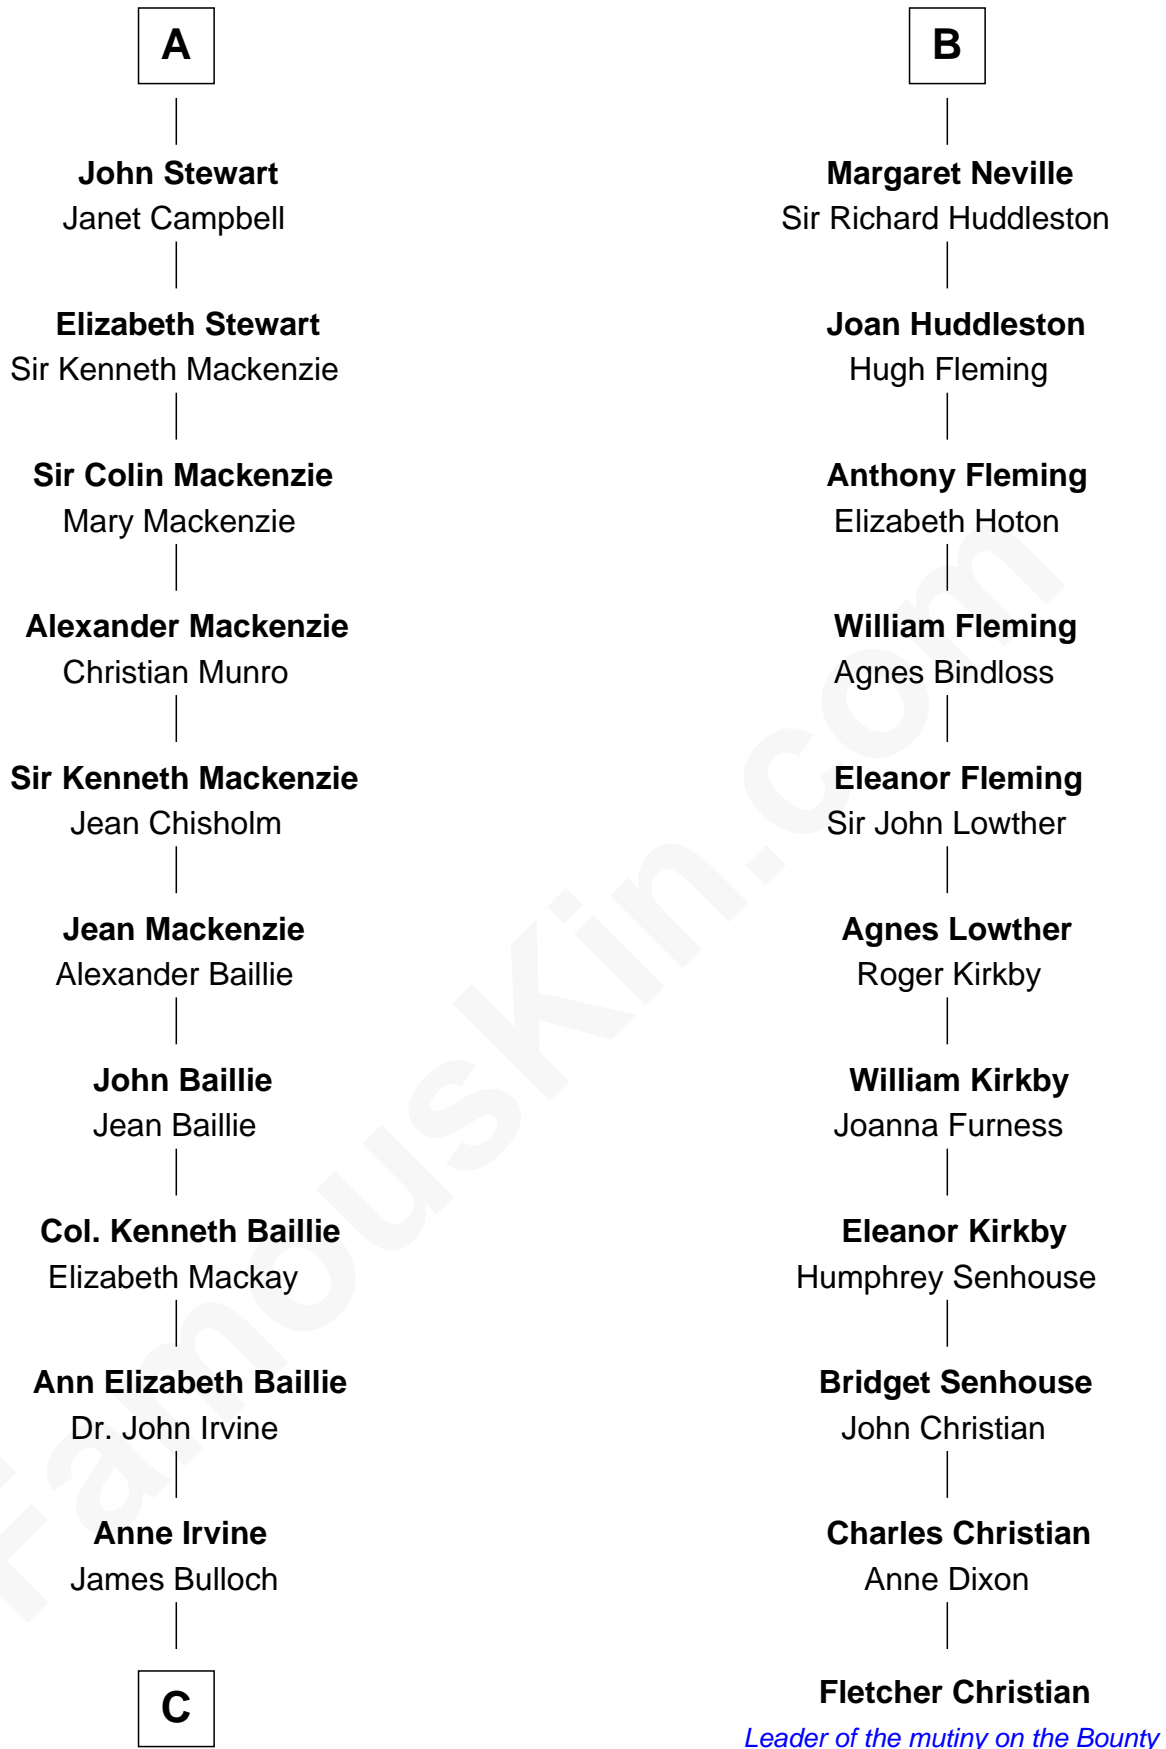 A
John Stewart
Janet Campbell
Elizabeth Stewart
Sir Kenneth Mackenzie
Sir Colin Mackenzie
Mary Mackenzie
Alexander Mackenzie
Christian Munro
Sir Kenneth Mackenzie
Jean Chisholm
Jean Mackenzie
Alexander Baillie
John Baillie
Jean Baillie
Col. Kenneth Baillie
Elizabeth Mackay
Ann Elizabeth Baillie
Dr. John Irvine
Anne Irvine
James Bulloch
C
B
Margaret Neville
Sir Richard Huddleston
Joan Huddleston
Hugh Fleming
Anthony Fleming
Elizabeth Hoton
William Fleming
Agnes Bindloss
Eleanor Fleming
Sir John Lowther
Agnes Lowther
Roger Kirkby
William Kirkby
Joanna Furness
Eleanor Kirkby
Humphrey Senhouse
Bridget Senhouse
John Christian
Charles Christian
Anne Dixon
Fletcher Christian
Leader of the mutiny on the Bounty
FamousKin.com